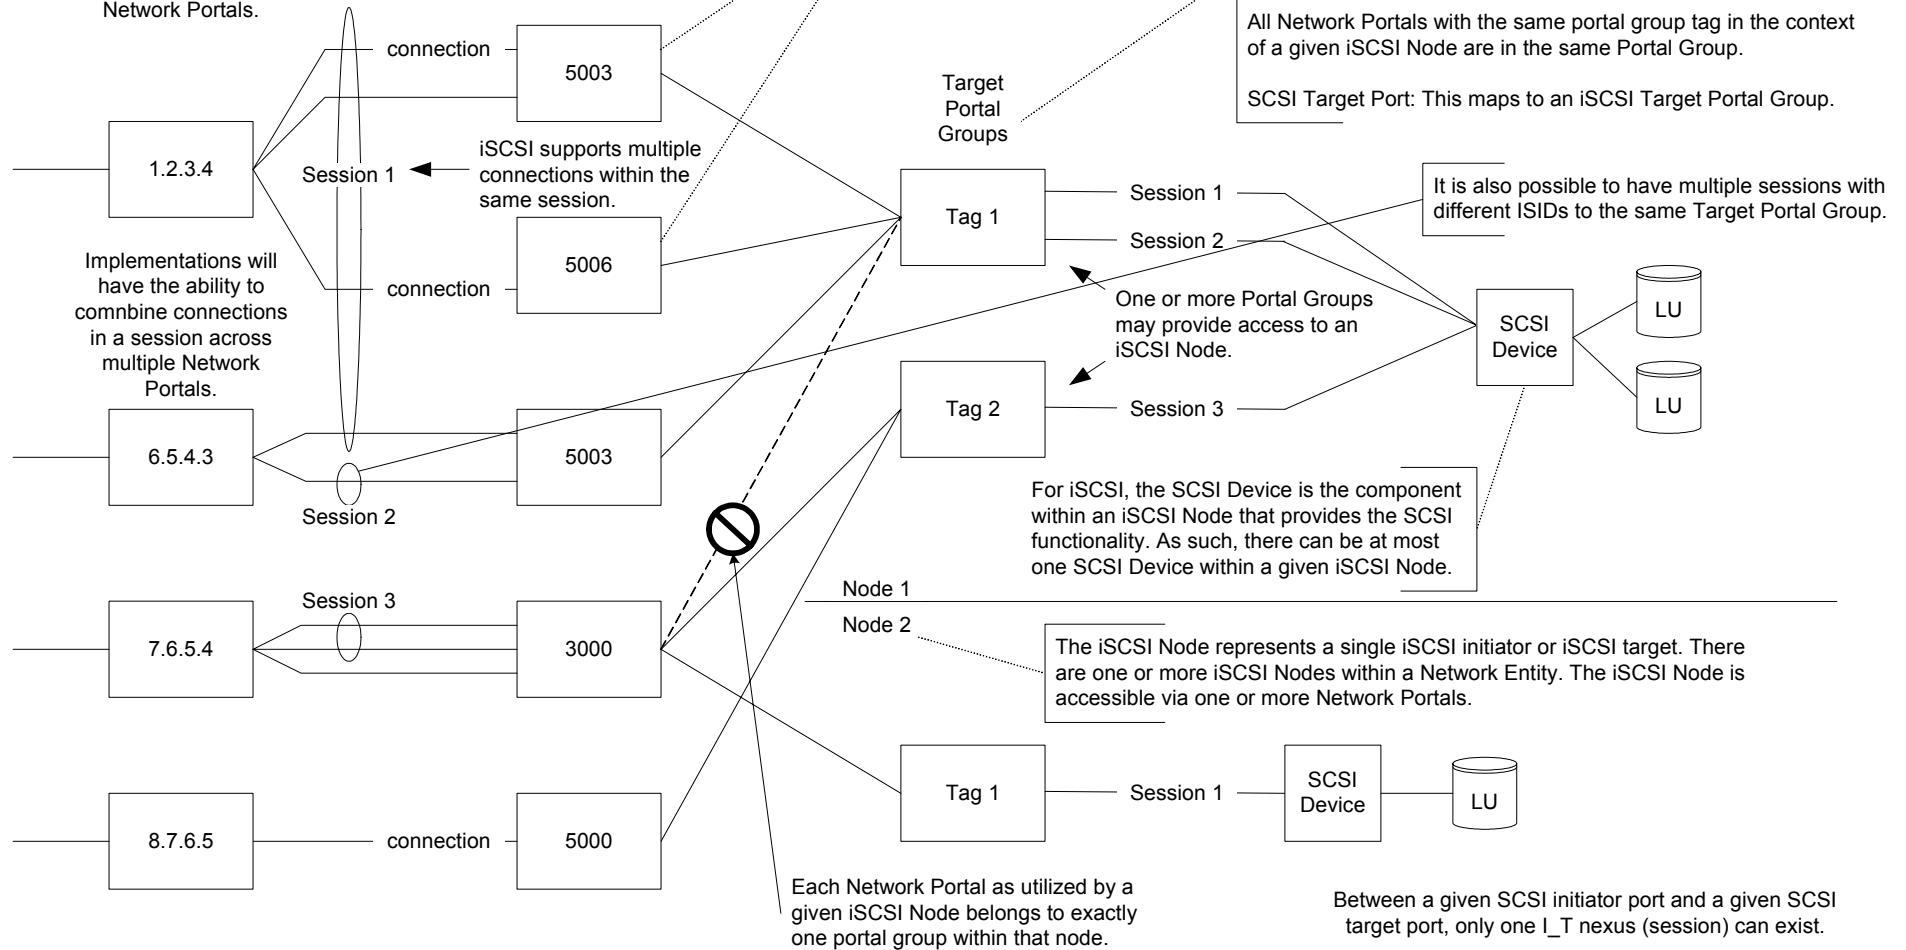 Network Portals.
All Network Portals with the same portal group tag in the context
of a given iSCSI Node are in the same Portal Group.
SCSI Target Port: This maps to an iSCSI Target Portal Group.
connection
5003
Target
Portal
Groups
1.2.3.4
Session 1
iSCSI supports multiple
connections within the
same session.
Tag 1
Session 1
Session 2
It is also possible to have multiple sessions with
different ISIDs to the same Target Portal Group.
Implementations will
have the ability to
comnbine connections
in a session across
multiple Network
Portals.
connection
5006
One or more Portal Groups
may provide access to an
iSCSI Node.
SCSI
Device
LU
LU
6.5.4.3
Session 2
5003
Tag 2
Session 3
For iSCSI, the SCSI Device is the component
within an iSCSI Node that provides the SCSI
functionality. As such, there can be at most
one SCSI Device within a given iSCSI Node.
Node 1
Node 2
Session 3
7.6.5.4
3000
The iSCSI Node represents a single iSCSI initiator or iSCSI target. There
are one or more iSCSI Nodes within a Network Entity. The iSCSI Node is
accessible via one or more Network Portals.
Tag 1
Session 1
SCSI
Device
LU
8.7.6.5
connection
5000
Each Network Portal as utilized by a
given iSCSI Node belongs to exactly
one portal group within that node.
Between a given SCSI initiator port and a given SCSI
target port, only one I_T nexus (session) can exist.